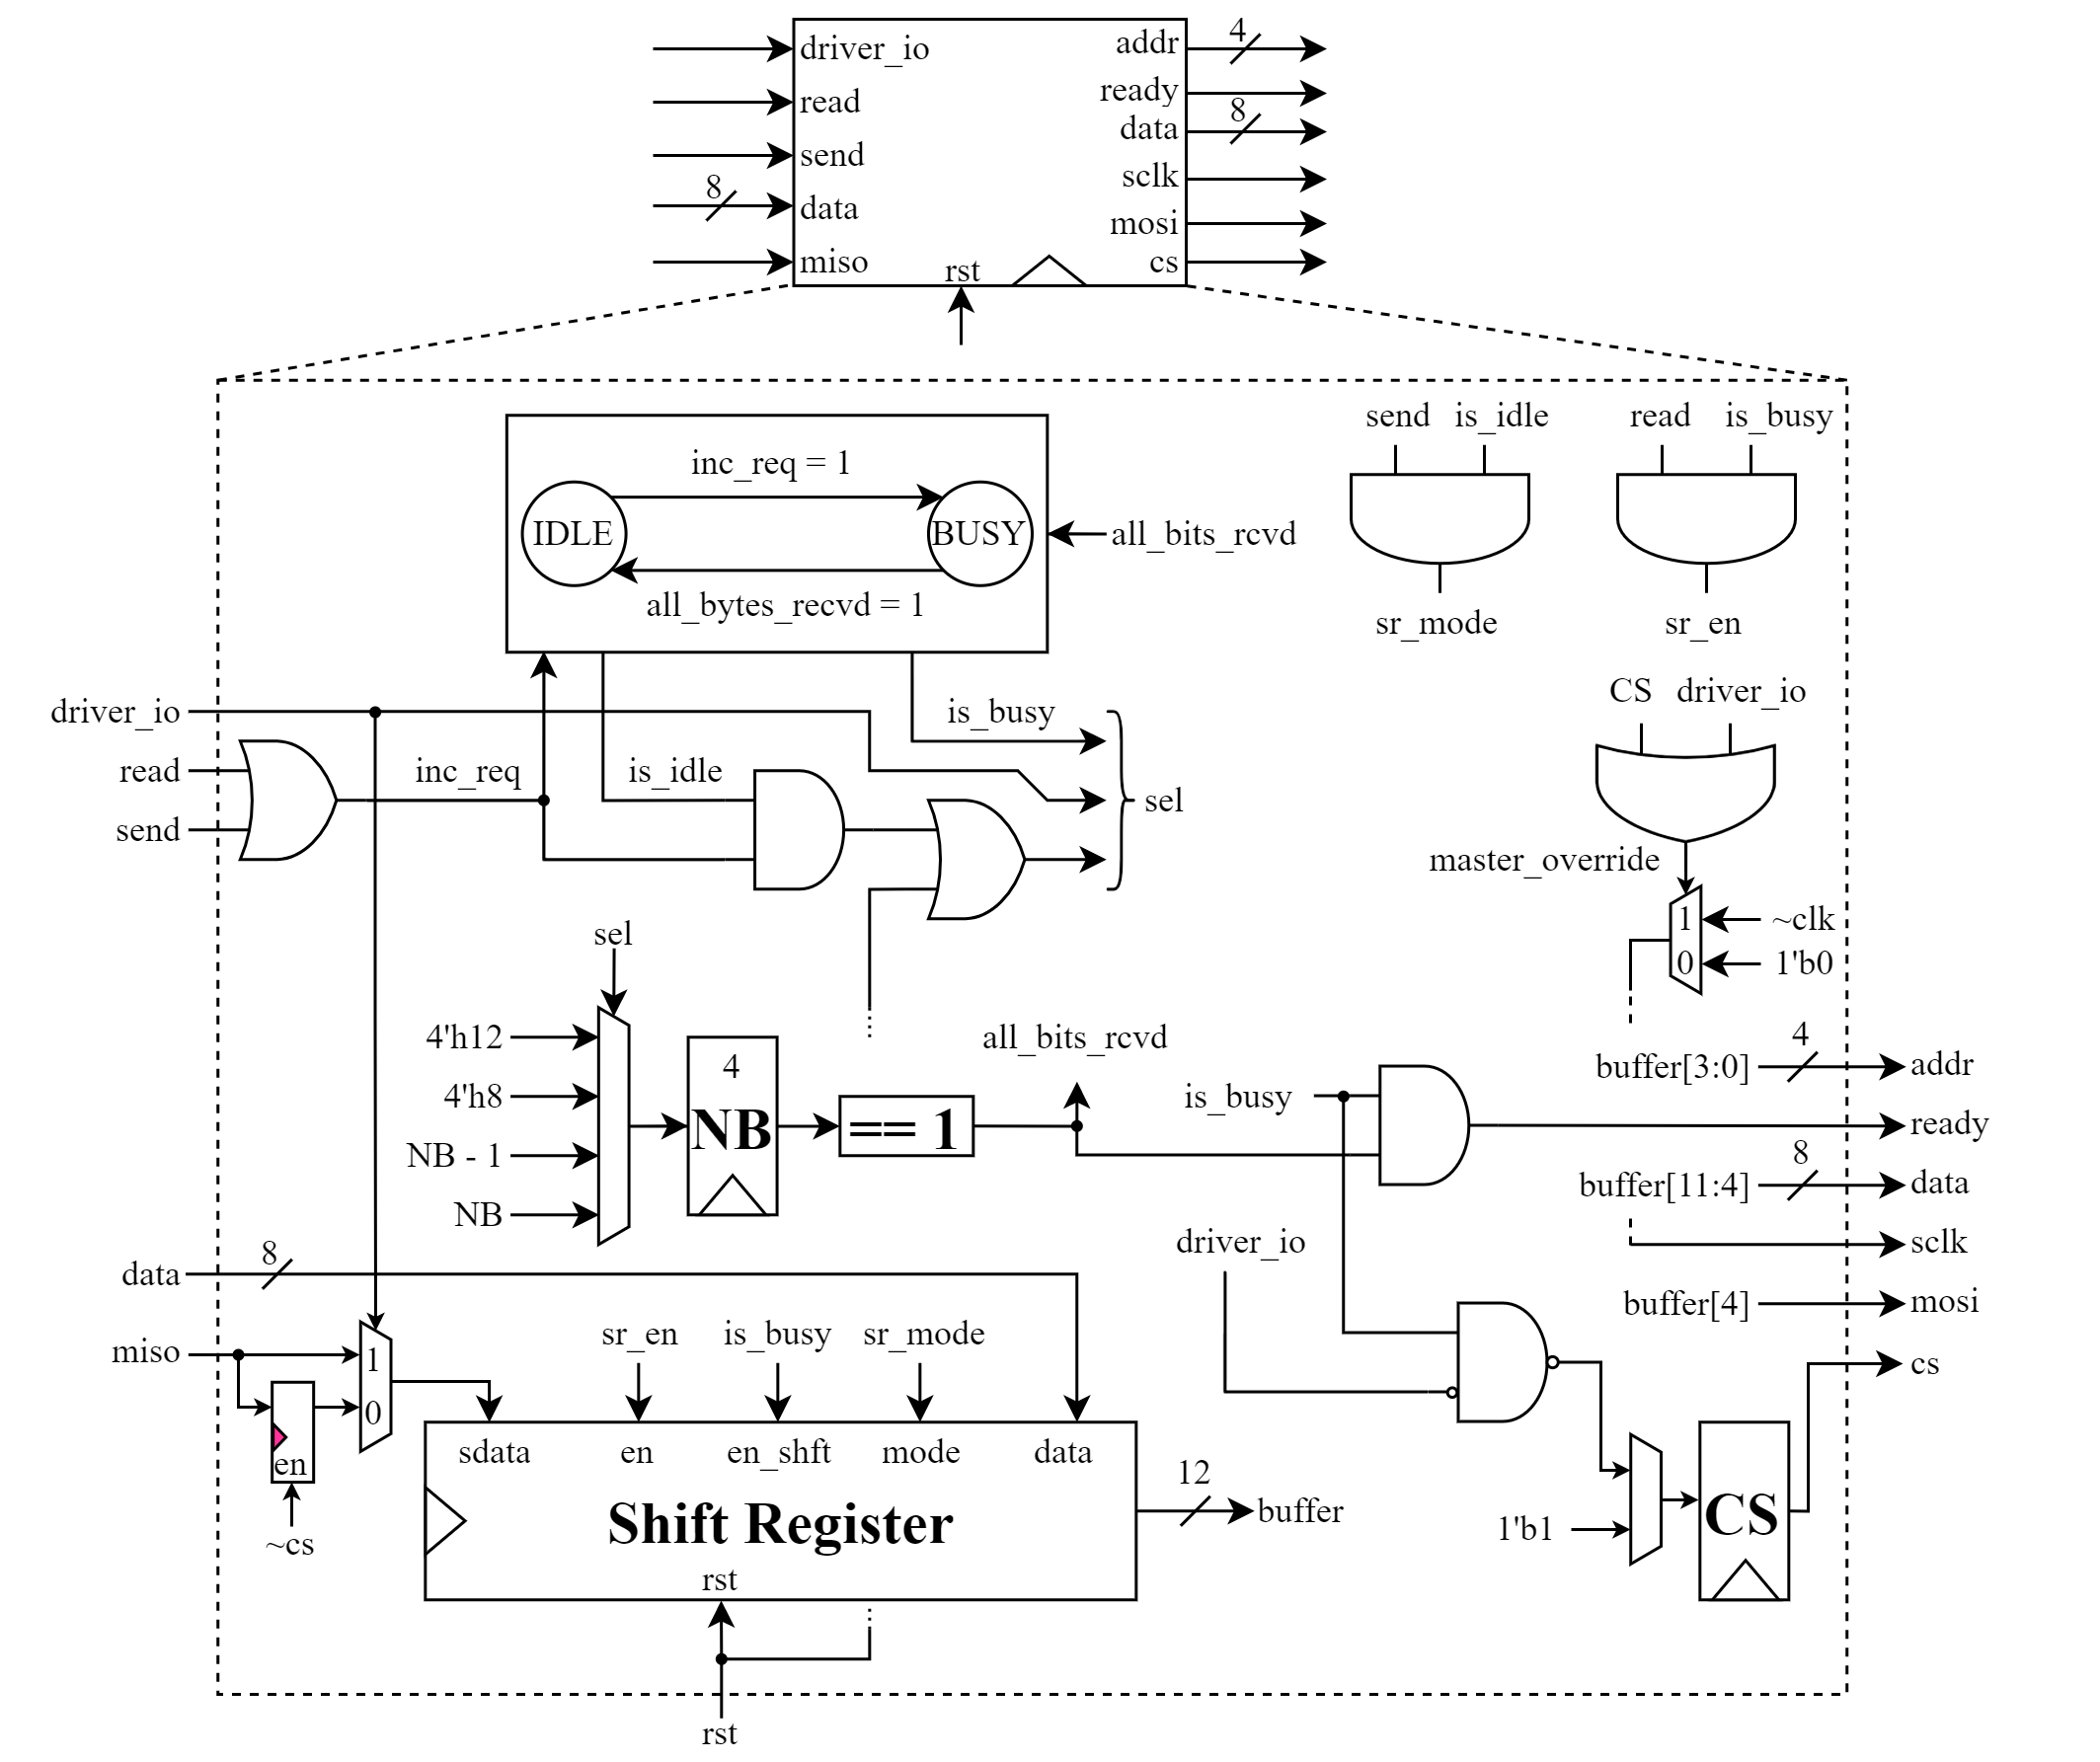 driver_io
read
send
8
data
miso
rst
addr
4
ready
data
8
sclk
mosi
cs
inc_req = 1
IDLE
BUSY
all_bytes_recvd = 1
all_bits_rcvd
send is_idle
sr_mode
read is_busy
sr_en
driver_io
read
send
inc_req
is_idle
is_busy
sel
CS driver_io
master_override
1
0
~clk
1'b0
sel
4'h12
4'h8
NB - 1
NB
4
NB
== 1
all_bits_rcvd
is_busy
buffer[3:0]
4
addr
ready
buffer[11:4]
8
data
sclk
buffer[4]
mosi
cs
driver_io
data
8
miso
1
0
en
~cs
sr_en
is_busy
sr_mode
sdata
en
en_shft
mode
data
Shift Register
rst
12
buffer
1'b1
CS
rst